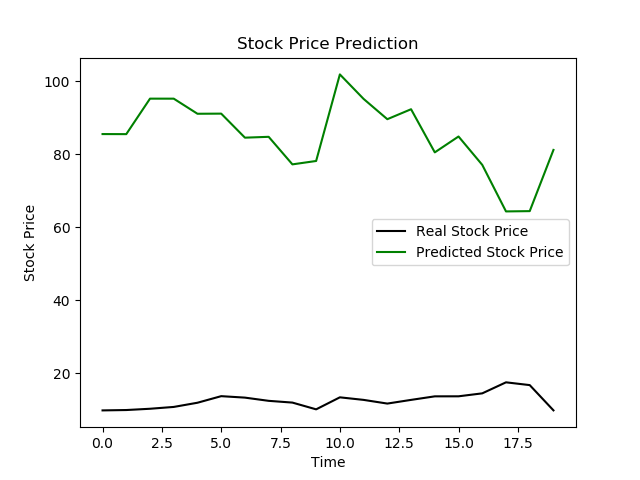 Stock Price Prediction
Stock Price
100
80
60
40
20
Real Stock Price
Predicted Stock Price
0.0 2.5 5.0 7.5 10.0 12.5 15.0 17.5
Time